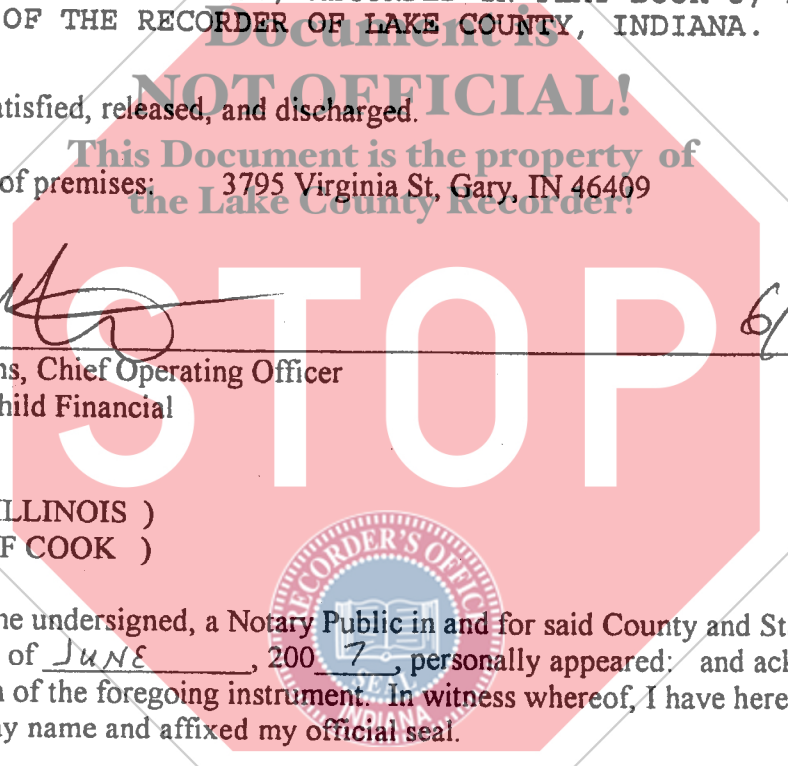 OF THE RECORDER OF LAKE COUNTY, INDIANA.
Document is
NOT OFFICIAL!
satisfied, released, and discharged.
This Document is the property of
of premises: 3795 Virginia St, Gary, IN 46409
the Lake County Recorder!
STOP
6/
ns, Chief Operating Officer
hild Financial
ILLINOIS )
F COOK )
RECORDER'S OFFICE
he undersigned, a Notary Public in and for said County and St
of JUNE, 200 7, personally appeared: and ack
n of the foregoing instrument. In witness whereof, I have here
y name and affixed my official seal.
SEAL
INDIANA